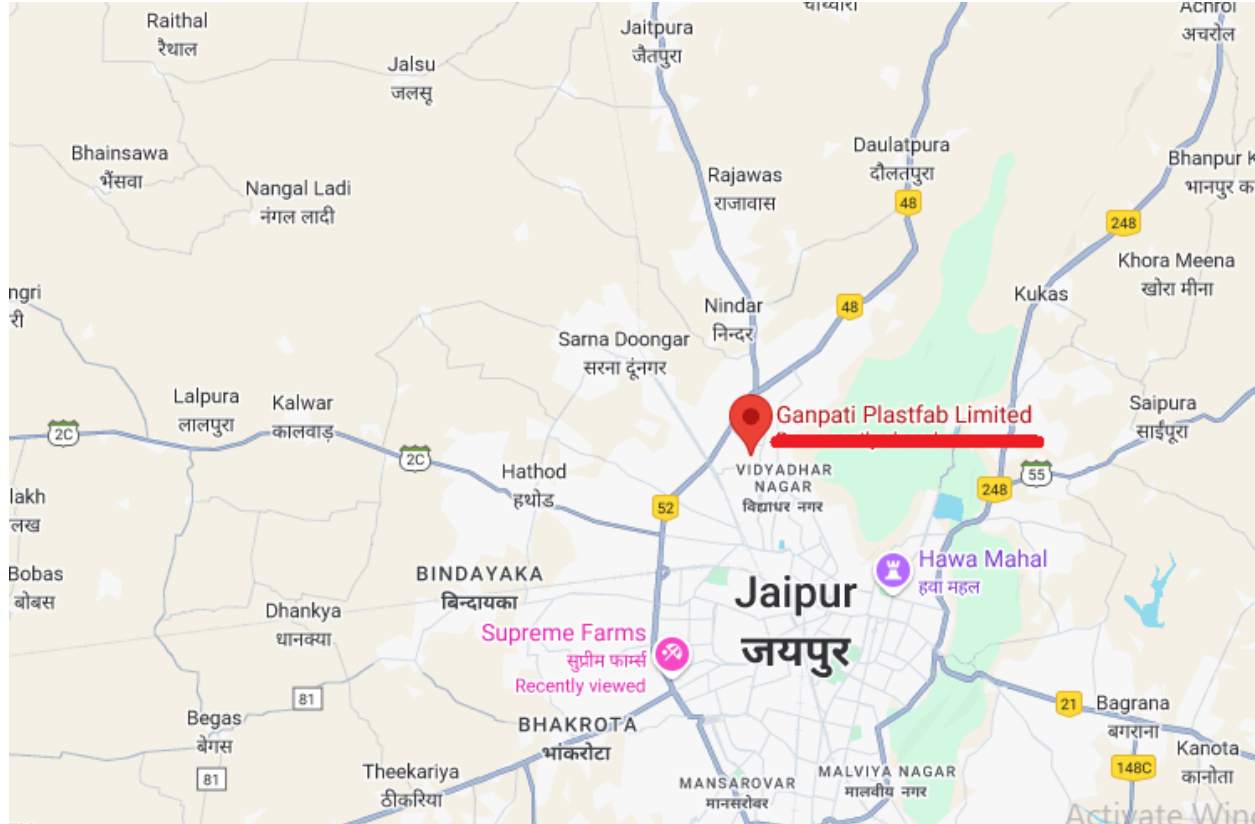 चौथ्यारी
Achrol
अचरोल
Raithal
रैथाल
Jaitpura
जैतपुरा
Jalsu
जलसू
Daulatpura
दौलतपुरा
Bhainsawa
भैंसवा
Nangal Ladi
नंगल लादी
Rajawas
राजावास
Bhanpur K
भानपुर क
48
248
Khora Meena
खोरा मीना
ngri
री
Kukas
Nindar
निन्दर
48
Sarna Doongar
सरना दूंनगर
Lalpura
लालपुरा
Kalwar
कालवाड़
Ganpati Plastfab Limited
Saipura
साईपूरा
2C
2C
Hathod
हथोड
VIDYADHAR
NAGAR
विद्याधर नगर
55
248
lakh
लख
52
Bobas
बोबस
BINDAYAKA
बिन्दायका
Hawa Mahal
हवा महल
Dhankya
धानक्या
Jaipur
जयपुर
Supreme Farms
सुप्रीम फार्म्स
Recently viewed
81
21
Bagrana
बगराना
Begas
बेगस
BHAKROTA
भांकरोटा
Kanota
कानोता
81
148C
Theekariya
ठीकरिया
MANSAROVAR
मानसरोवर
MALVIYA NAGAR
मालवीय नगर
Activate Win